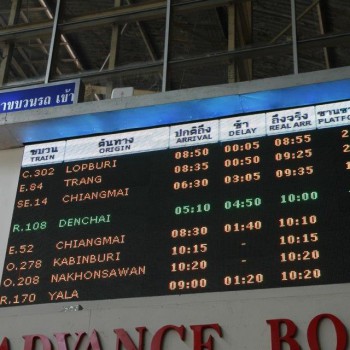 ขบวนรถ เข้า
ขบวน ต้นทาง ปกติถึง ช้า ถึงจริง ชานชา
TRAIN ORIGIN ARRIVAL DELAY REAL ARR. PLATFO
C.302 LOPBURI 08:50 00:05 08:55 2
E.84 TRANG 08:35 00:50 09:25
SE.14 CHIANGMAI 06:30 03:05 09:35
R.108 DENCHAI 05:10 04:50 10:00
E.52 CHIANGMAI 08:30 01:40 10:10
O.278 KABINBURI 10:15 - 10:15
O.208 NAKHONSAWAN 10:20 - 10:20
R.170 YALA 09:00 01:20 10:20
ADVANCE BO